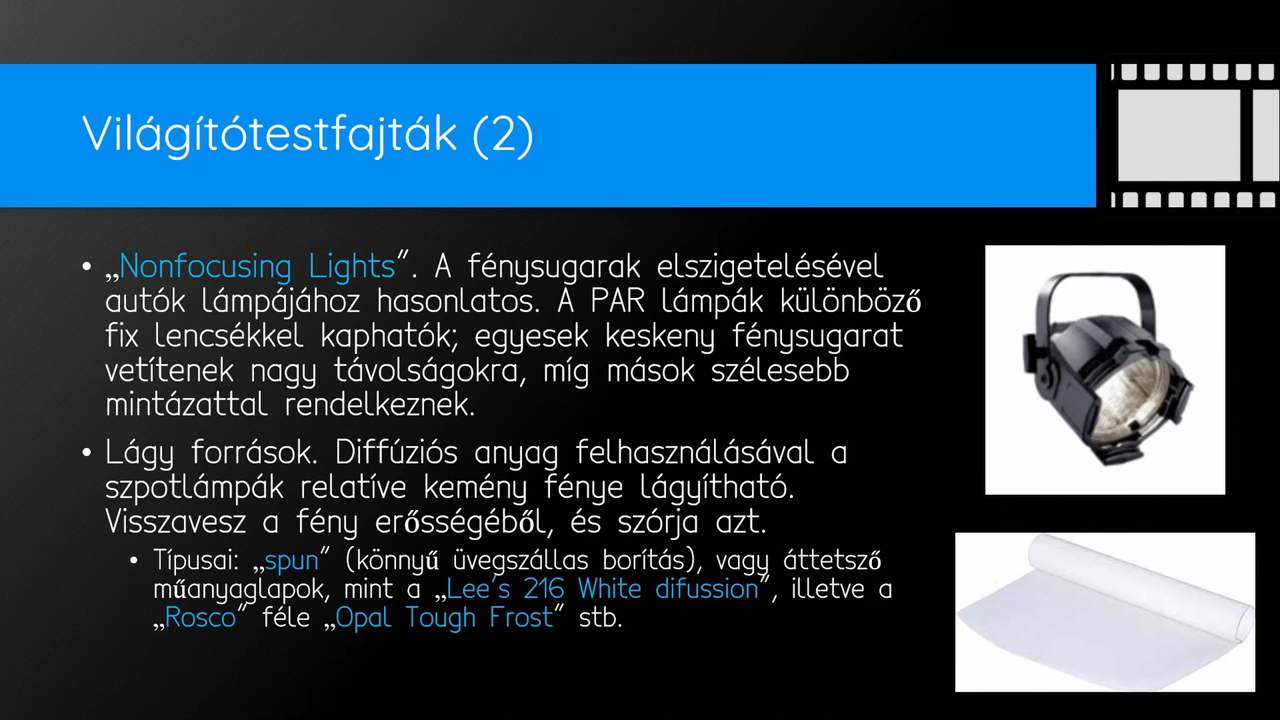 Világítótestfajták (2)
• „Nonfocusing Lights”. A fénysugarak elszigetelésével
autók lámpájához hasonlatos. A PAR lámpák különböző
fix lencsékkel kaphatók; egyesek keskeny fénysugarat
vetítenek nagy távolságokra, míg mások szélesebb
mintázattal rendelkeznek.
• Lágy források. Diffúziós anyag felhasználásával a
szpotlámpák relatíve kemény fénye lágyítható.
Visszavesz a fény erősségéből, és szórja azt.
• Típusai: „spun” (könnyű üvegszállas borítás), vagy áttetsző
műanyaglapok, mint a „Lee’s 216 White difussion”, illetve a
„Rosco” féle „Opal Tough Frost” stb.